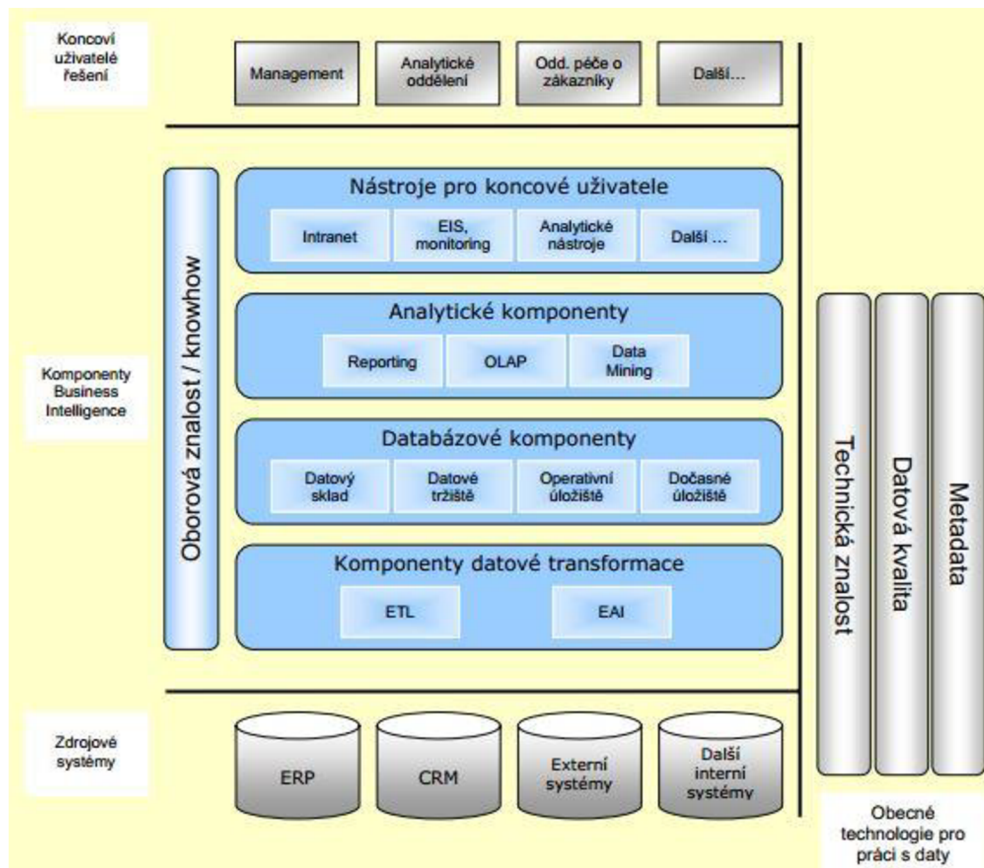 Koncoví
uživatelé
řešení
Management
Analytické
oddělení
Odd. péče o
zákazníky
Další...
Oborová znalost / knowhow
Nástroje pro koncové uživatele
Intranet
EIS,
monitoring
Analytické
nástroje
Další ...
Komponenty
Business
Intelligence
Analytické komponenty
Reporting
OLAP
Data
Mining
Databázové komponenty
Datový
sklad
Datové
tržiště
Operativní
úložiště
Dočasné
úložiště
Komponenty datové transformace
ETL
EAI
Technická znalost
Datová kvalita
Metadata
Zdrojové
systémy
ERP
CRM
Externí
systémy
Další
interní
systémy
Obecné
technologie pro
práci s daty